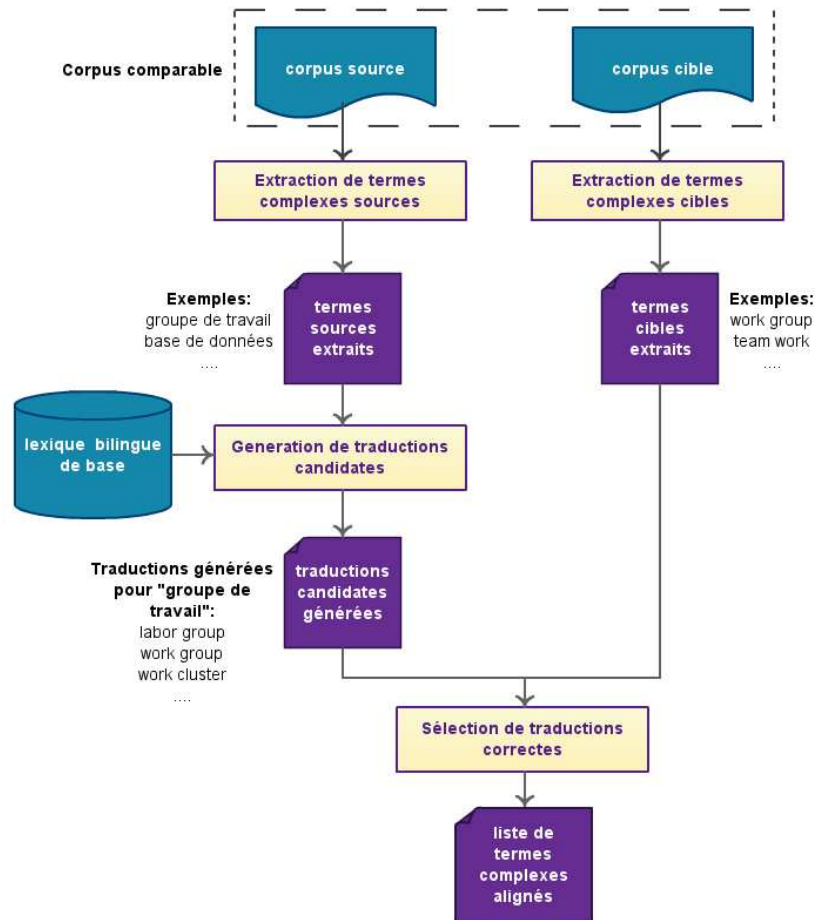 Corpus comparable
corpus source
corpus cible
Extraction de termes
complexes sources
Extraction de termes
complexes cibles
Exemples:
groupe de travail
base de données
....
termes
sources
extraits
termes
cibles
extraits
Exemples:
work group
team work
....
lexique bilingue
de base
Generation de traductions
candidates
Traductions générées
pour "groupe de
travail":
labor group
work group
work cluster
....
traductions
candidates
générées
Sélection de traductions
correctes
liste de
termes
complexes
alignés